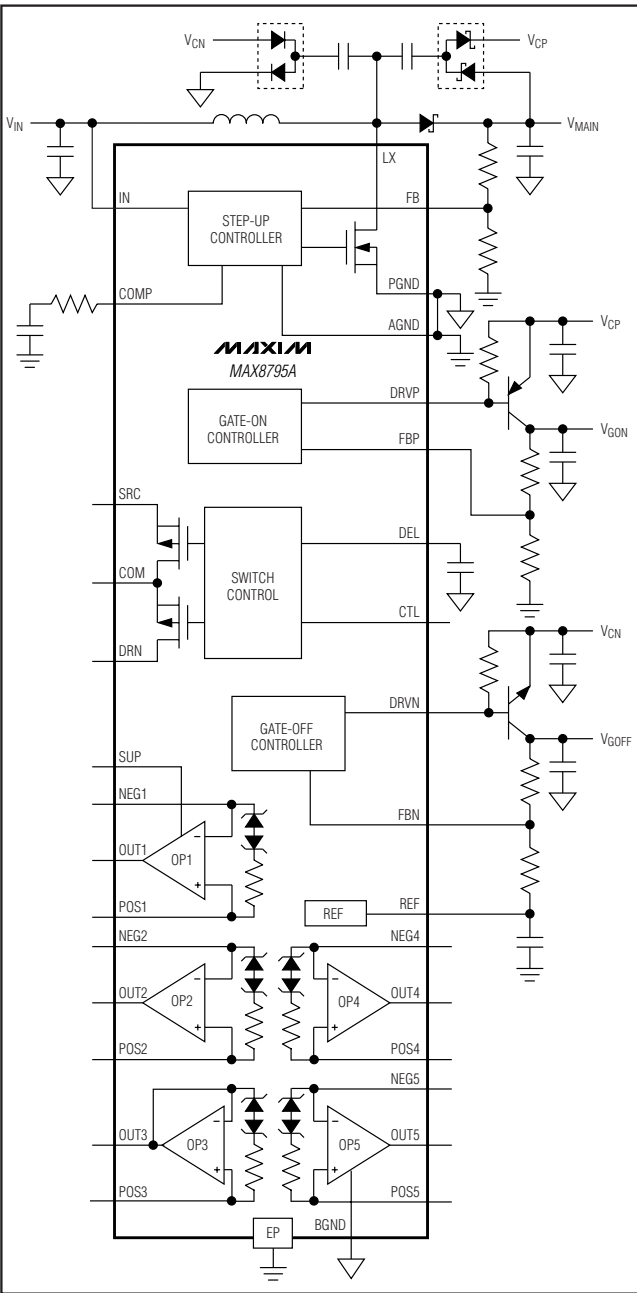 VCN
VCP
VIN
VMAIN
LX
IN
STEP-UP
CONTROLLER
FB
COMP
PGND
AGND
MAXIM
MAX8795A
VCP
DRVP
GATE-ON
CONTROLLER
FBP
VGON
SRC
DEL
COM
SWITCH
CONTROL
CTL
DRN
VCN
DRVN
GATE-OFF
CONTROLLER
VGOFF
SUP
NEG1
FBN
OUT1
OP1
POS1
REF
REF
NEG2
NEG4
OUT2
OP2
OP4
OUT4
POS2
POS4
NEG5
OUT3
OP3
OP5
OUT5
POS3
POS5
EP
BGND